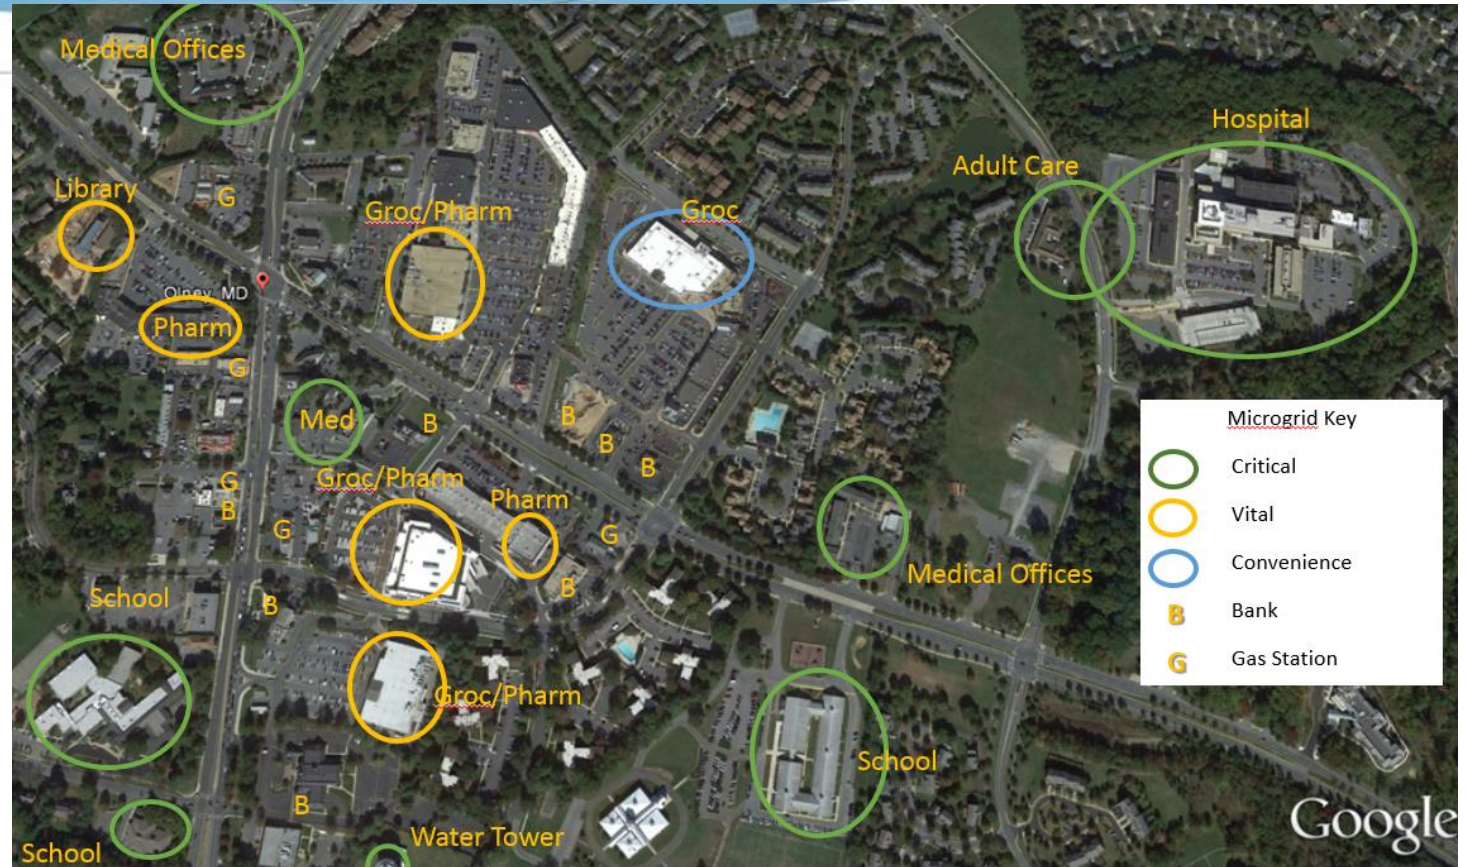 Medical Offices
Hospital
Adult Care
Library
G
Groc/Pharm
Groc
Olney, MD
Pharm
G
Med
B
B
B
B
Microgrid Key
Critical
Vital
Convenience
B Bank
G Gas Station
Groc/Pharm
Pharm
G
B
G
G
B
Medical Offices
School
B
Groc/Pharm
School
B
Water Tower
School
Google